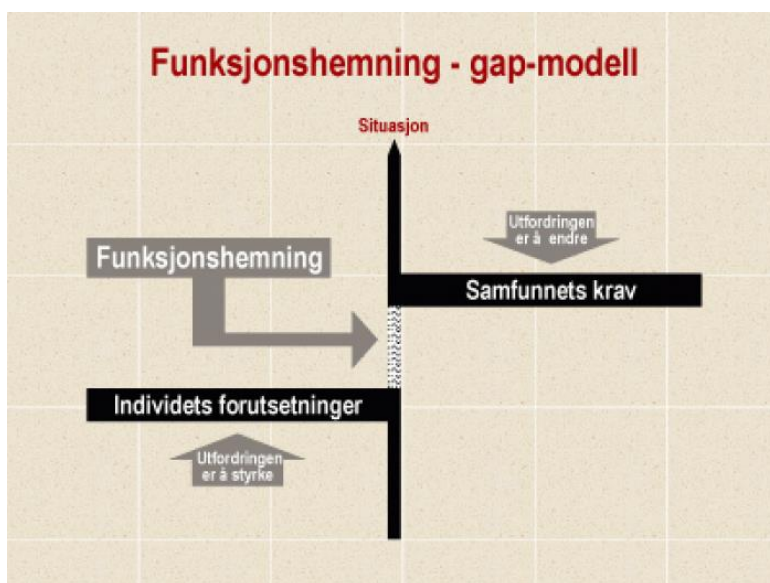 Funksjonshemning - gap-modell
Situasjon
Utfordringen
er å endre
Funksjonshemning
Samfunnets krav
Individets forutsetninger
Utfordringen
er å styrke